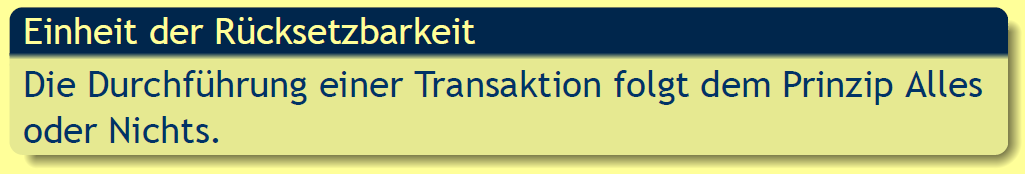 Einheit der Rücksetzbarkeit
Die Durchführung einer Transaktion folgt dem Prinzip Alles
oder Nichts.